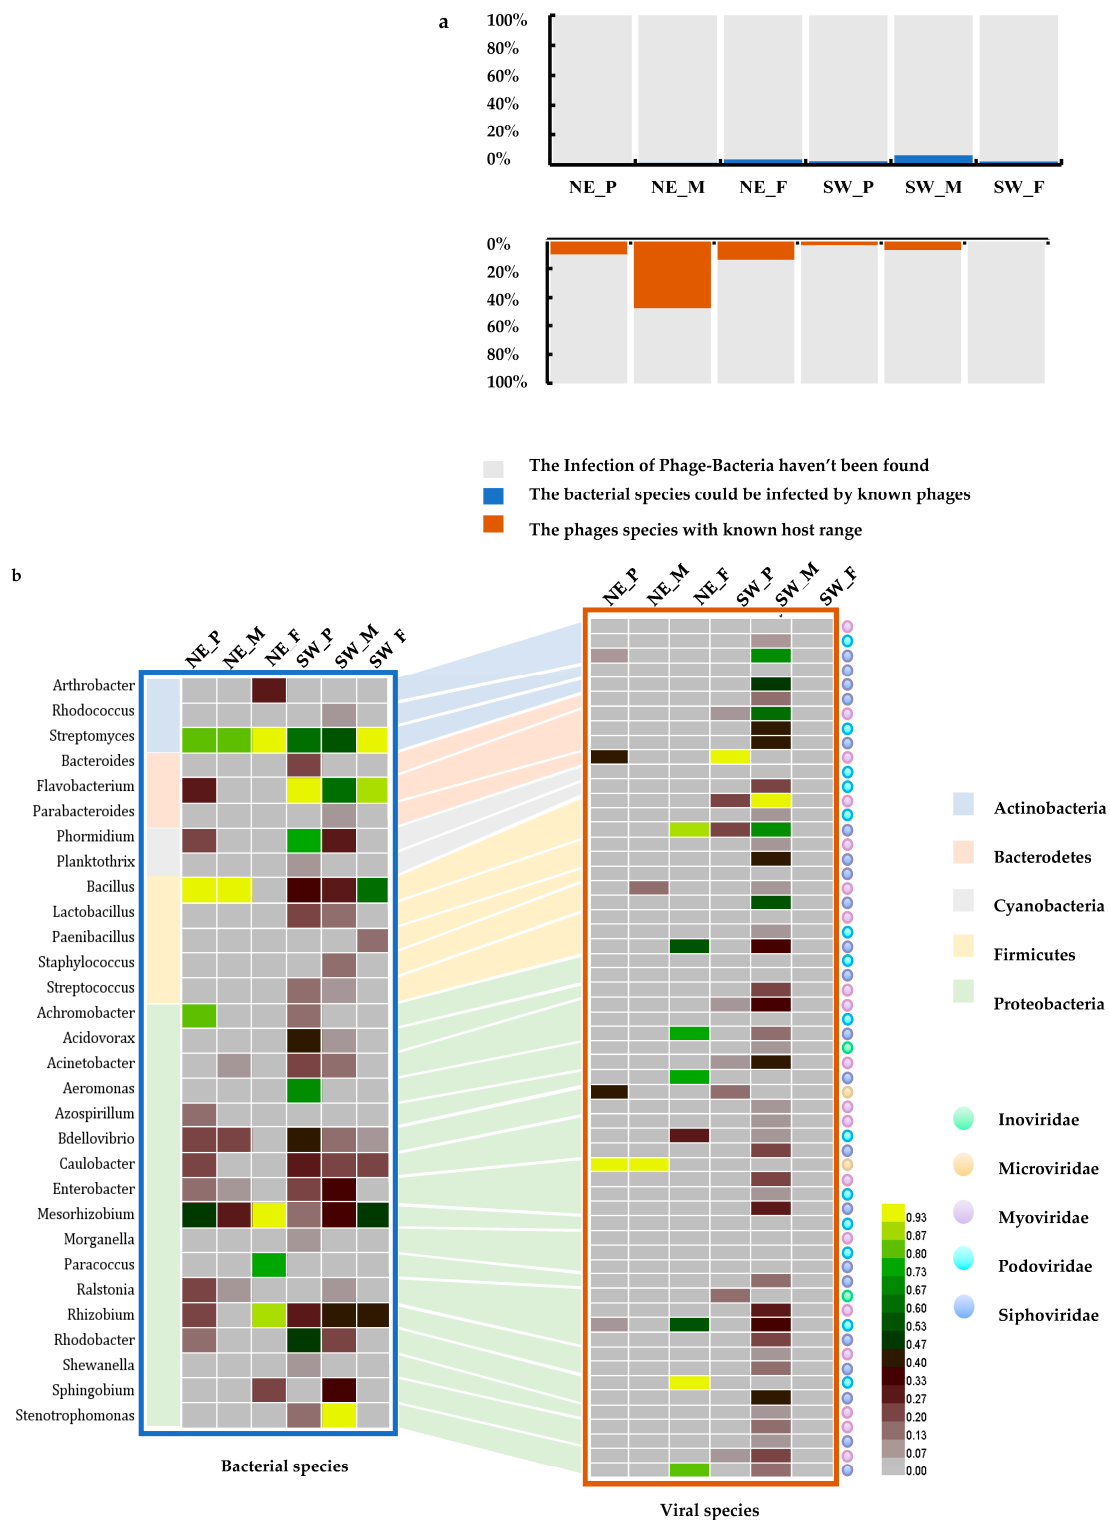 a
100%
80%
60%
40%
20%
0%
NE_P NE_M NE_F SW_P SW_M SW_F
0%
20%
40%
60%
80%
100%
The Infection of Phage-Bacteria haven't been found
The bacterial species could be infected by known phages
The phages species with known host range
b
NE_P NE_M NE_F SW_P SW_M SW_F
NE_P NE_M NE_F SW_P SW_M SW_F
Arthrobacter
Rhodococcus
Streptomyces
Bacteroides
Flavobacterium
Parabacteroides
Phormidium
Planktothrix
Bacillus
Lactobacillus
Paenibacillus
Staphylococcus
Streptococcus
Achromobacter
Acidovorax
Acinetobacter
Aeromonas
Azospirillum
Bdellovibrio
Caulobacter
Enterobacter
Mesorhizobium
Morganella
Paracoccus
Ralstonia
Rhizobium
Rhodobacter
Shewanella
Sphingobium
Stenotrophomonas
Bacterial species
Viral species
Actinobacteria
Bacterodetes
Cyanobacteria
Firmicutes
Proteobacteria
Inoviridae
Microviridae
Myoviridae
Podoviridae
Siphoviridae
0.93
0.87
0.80
0.73
0.67
0.60
0.53
0.47
0.40
0.33
0.27
0.20
0.13
0.07
0.00